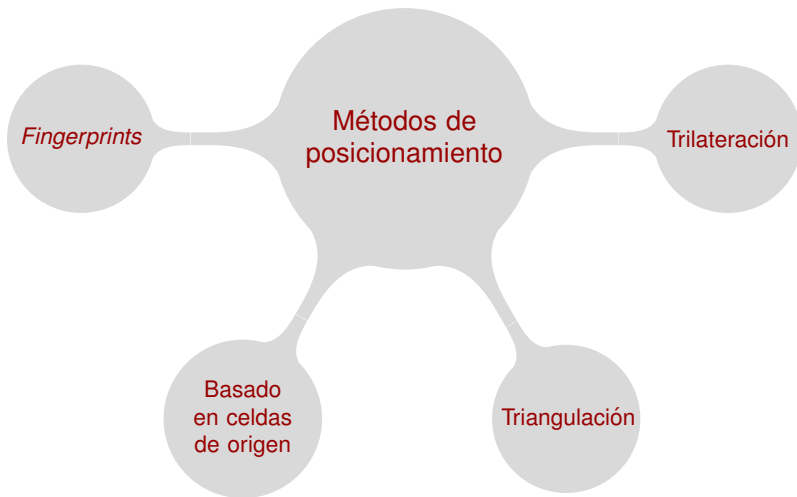 Métodos de
posicionamiento
Fingerprints
Trilateración
Basado
en celdas
de origen
Triangulación